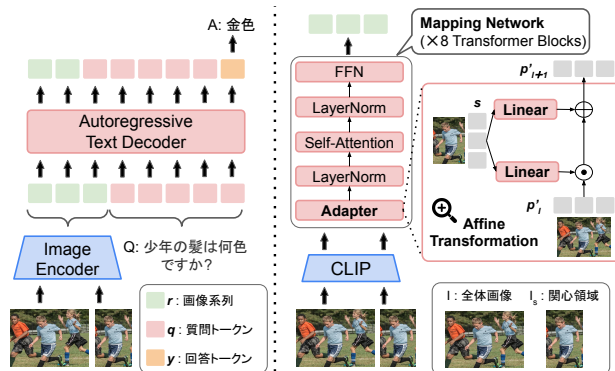 A: 金色
Autoregressive
Text Decoder
Image
Encoder
Q: 少年の髪は何色
ですか?
r : 画像系列
q : 質問トークン
y : 回答トークン
Mapping Network
(×8 Transformer Blocks)
FFN
LayerNorm
Self-Attention
LayerNorm
Adapter
CLIP
p'l+1
s
Linear
Linear
p'l
Affine
Transformation
I : 全体画像
Is : 関心領域